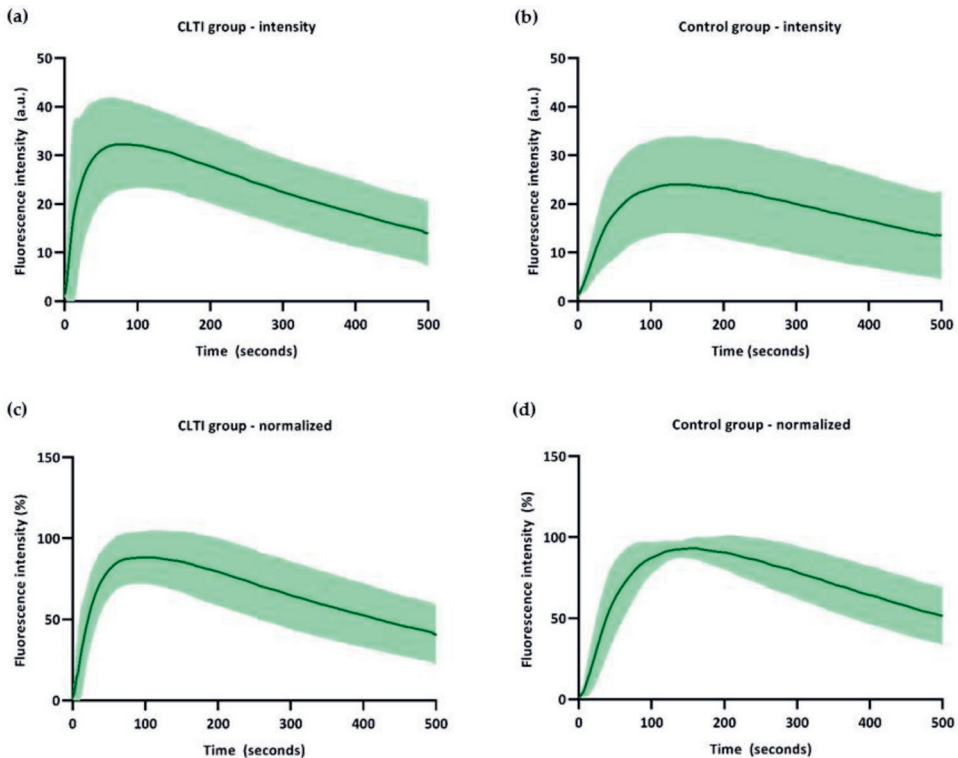 (a)
CLTI group - intensity
Fluorescence intensity (a.u.)
50
40
30
20
10
0
0 100 200 300 400 500
Time (seconds)
(b)
Control group - intensity
Fluorescence intensity (a.u.)
50
40
30
20
10
0
0 100 200 300 400 500
Time (seconds)
(c)
CLTI group - normalized
Fluorescence intensity (%)
150
100
50
0
0 100 200 300 400 500
Time (seconds)
(d)
Control group - normalized
Fluorescence intensity (%)
150
100
50
0
0 100 200 300 400 500
Time (seconds)